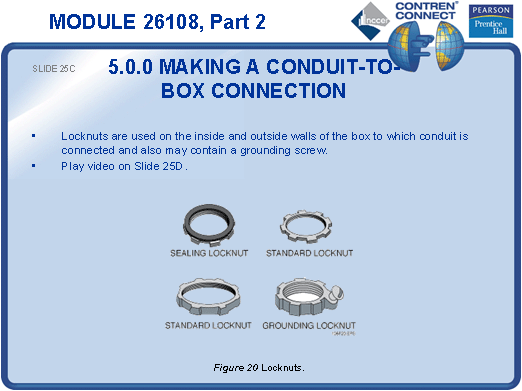 MODULE 26108, Part 2
nccer
CONTREN®
CONNECT
PEARSON
Prentice
Hall
SLIDE 25C
5.0.0 MAKING A CONDUIT-TO-
BOX CONNECTION
• Locknuts are used on the inside and outside walls of the box to which conduit is
connected and also may contain a grounding screw.
• Play video on Slide 25D.
SEALING LOCKNUT
STANDARD LOCKNUT
STANDARD LOCKNUT
GROUNDING LOCKNUT
Figure 20 Locknuts.